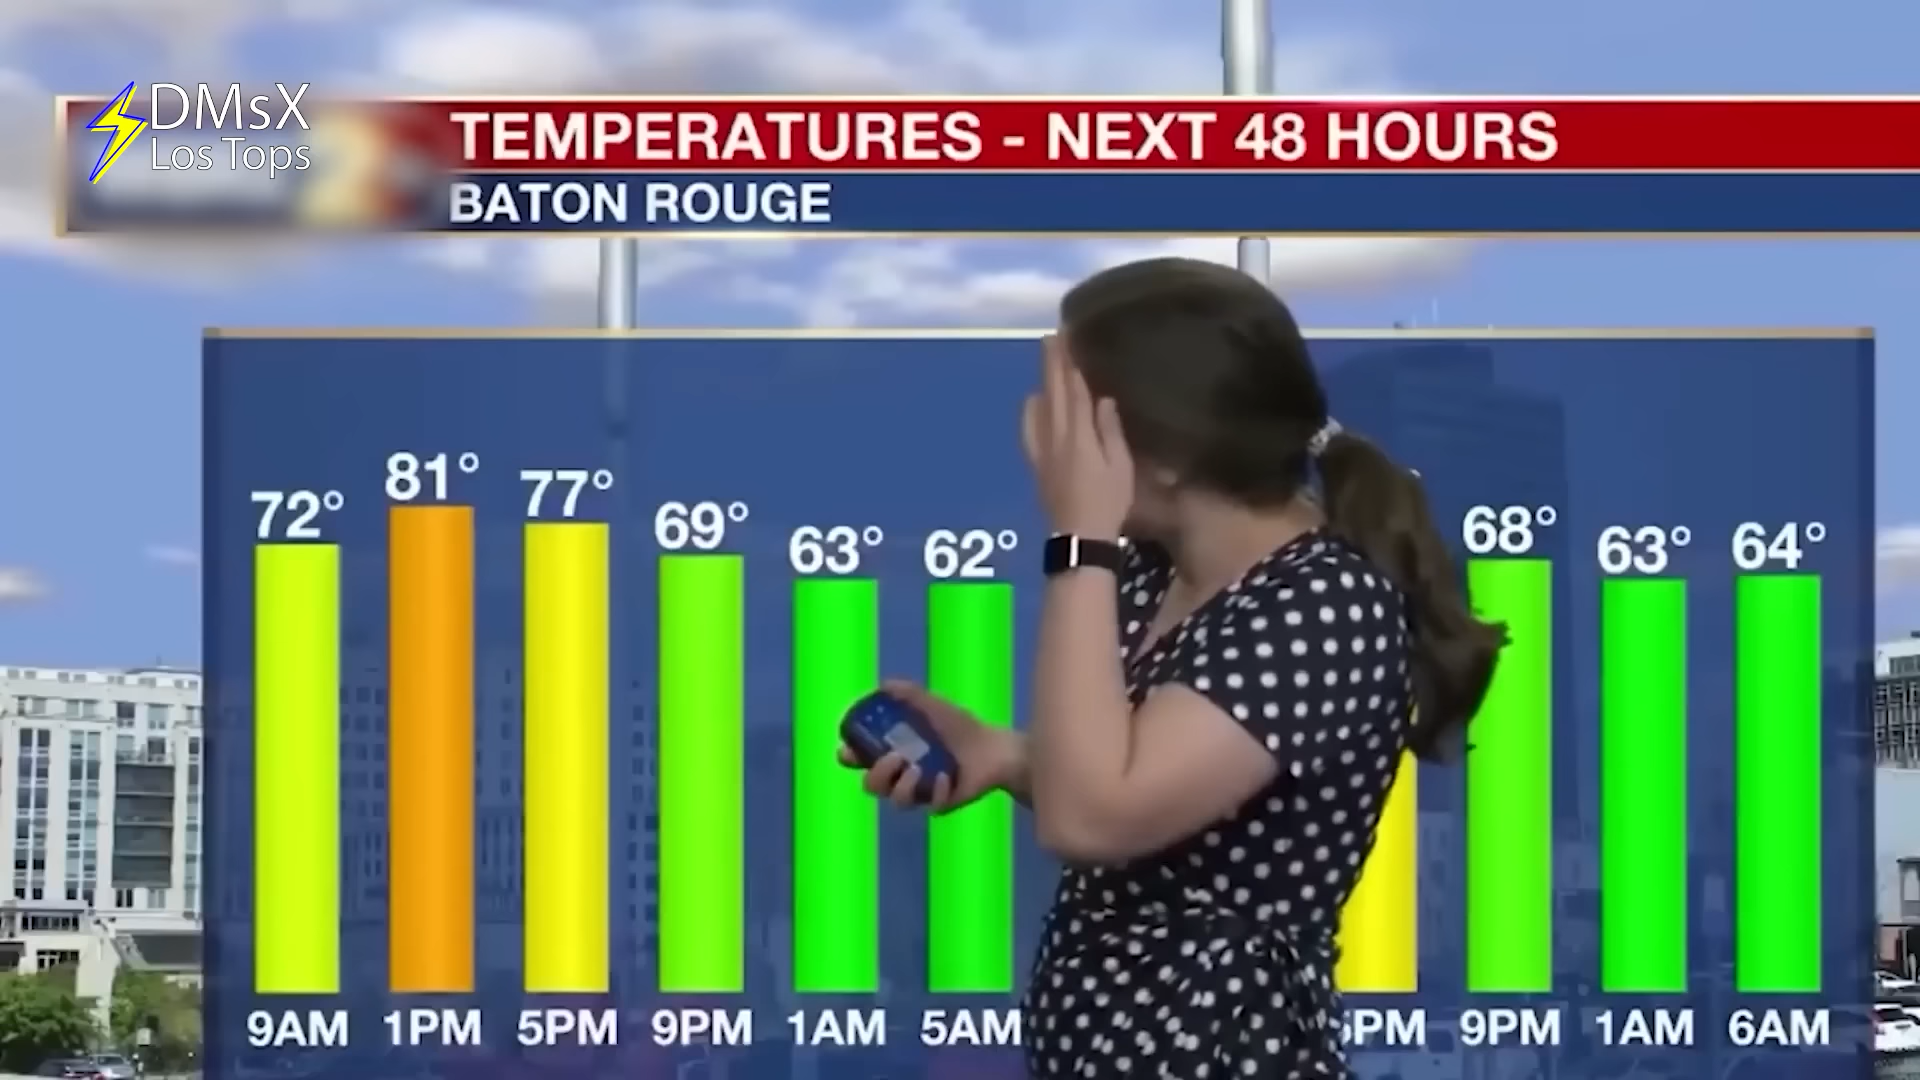 DMsX
Los Tops
TEMPERATURES - NEXT 48 HOURS
BATON ROUGE
72° 81° 77° 69° 63° 62° 68° 63° 64°
9AM 1PM 5PM 9PM 1AM 5AM 5PM 9PM 1AM 6AM